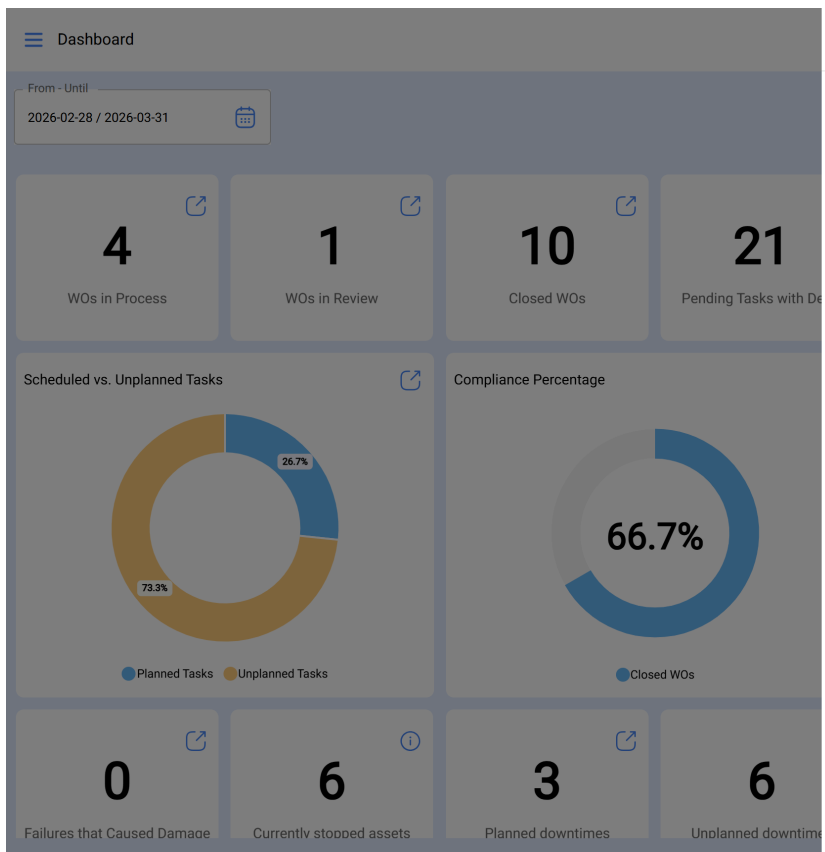 Dashboard
From - Until
2026-02-28 / 2026-03-31
4
1
10
21
WOs in Process
WOs in Review
Closed WOs
Pending Tasks with De
Scheduled vs. Unplanned Tasks
Compliance Percentage
26.7%
66.7%
73.3%
Planned Tasks
Unplanned Tasks
Closed WOs
0
6
3
6
Failures that Caused Damage
Currently stopped assets
Planned downtimes
Unplanned downtime